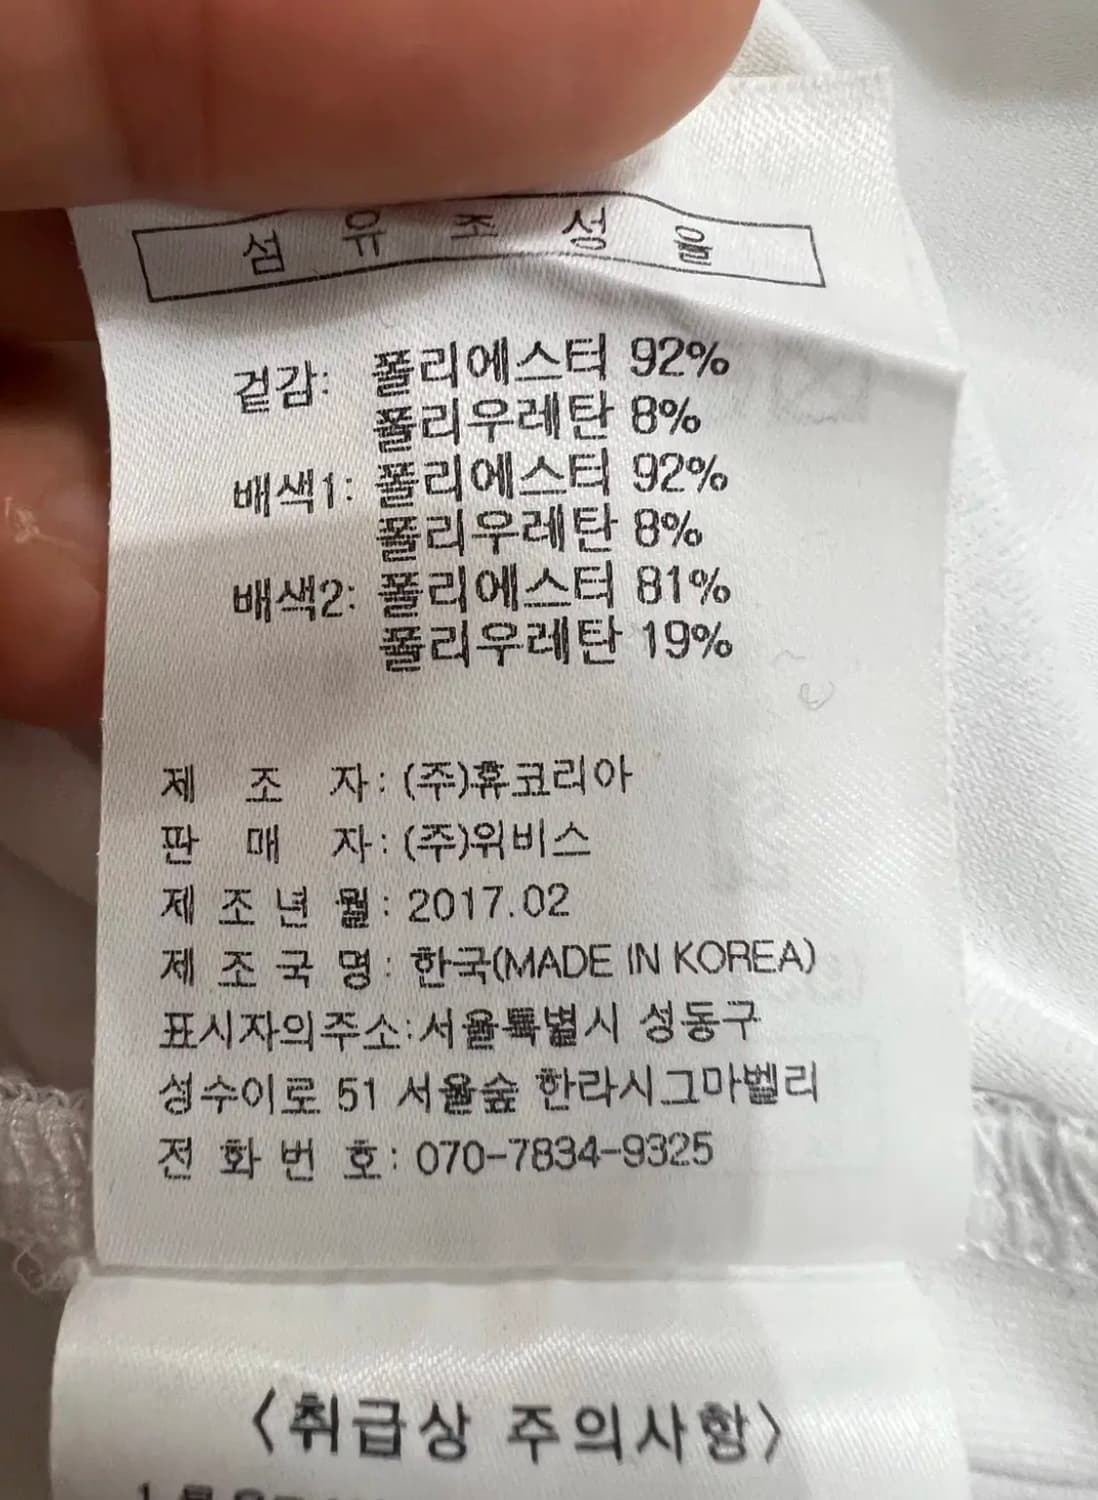 섬 유 조 성 율
겉감: 폴리에스터 92%
폴리우레탄 8%
배색1: 폴리에스터 92%
폴리우레탄 8%
배색2: 폴리에스터 81%
폴리우레탄 19%
제 조 자: (주)휴코리아
판 매 자: (주)위비스
제 조 년 월: 2017.02
제 조 국 명: 한국(MADE IN KOREA)
표시자의주소:서울특별시 성동구
성수이로 51 서울숲 한라시그마벨리
전 화 번 호: 070-7834-9325
<취급상 주의사항>